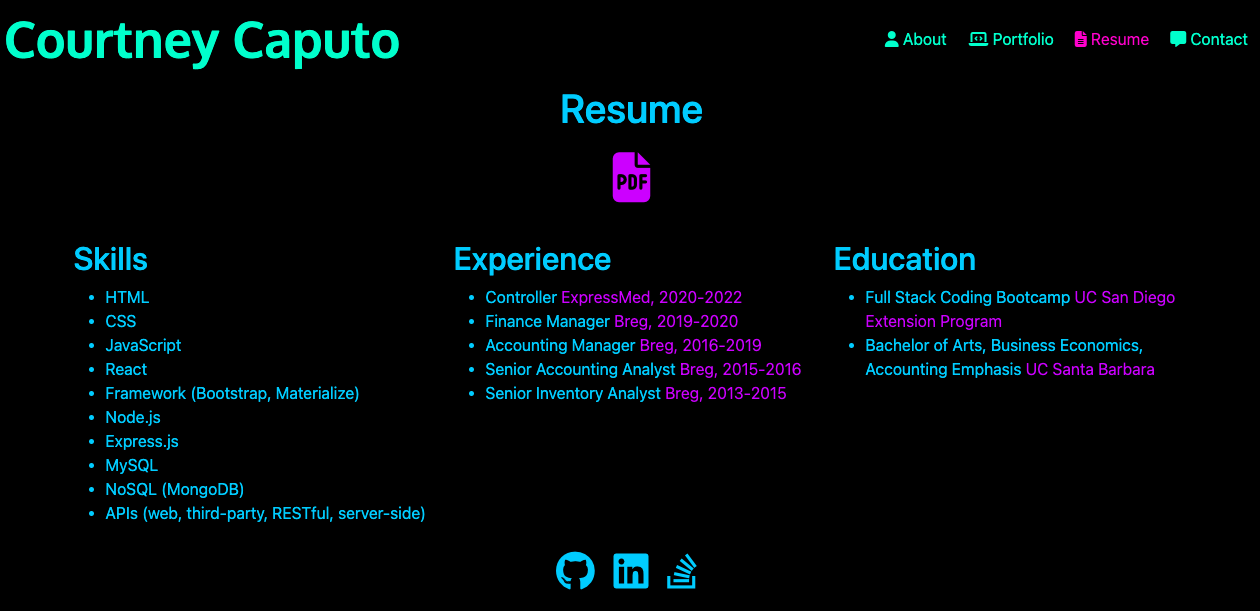 Courtney Caputo
About
Portfolio
Resume
Contact
Resume
PDF
Skills
HTML
CSS
JavaScript
React
Framework (Bootstrap, Materialize)
Node.js
Express.js
MySQL
NoSQL (MongoDB)
APIs (web, third-party, RESTful, server-side)
Experience
Controller ExpressMed, 2020-2022
Finance Manager Breg, 2019-2020
Accounting Manager Breg, 2016-2019
Senior Accounting Analyst Breg, 2015-2016
Senior Inventory Analyst Breg, 2013-2015
Education
Full Stack Coding Bootcamp UC San Diego
Extension Program
Bachelor of Arts, Business Economics,
Accounting Emphasis UC Santa Barbara
in